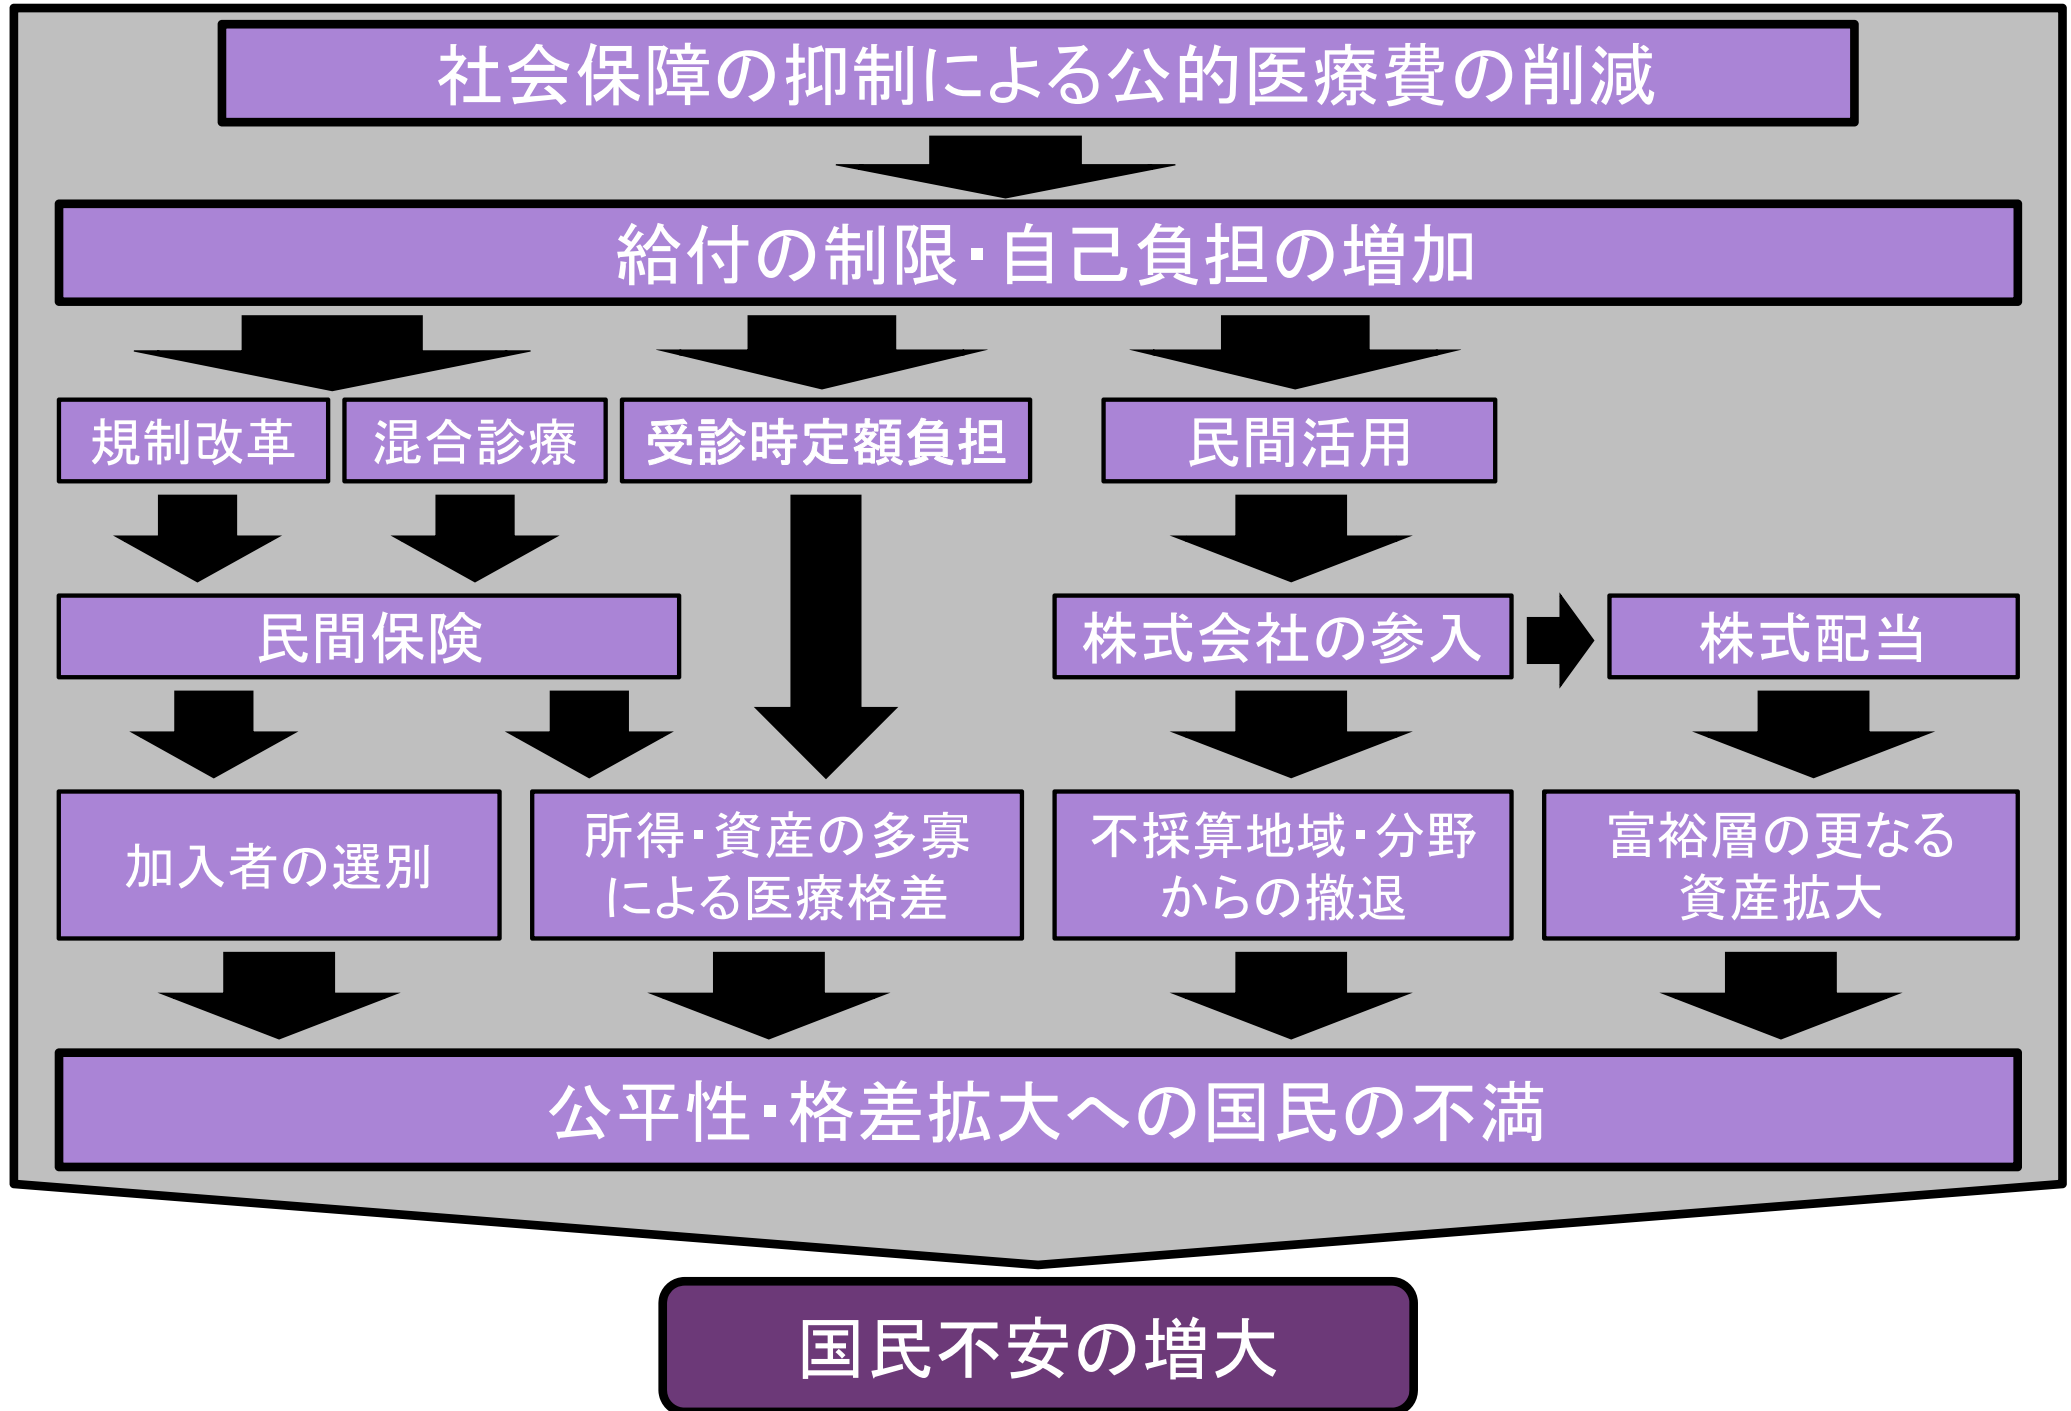 社会保障の抑制による公的医療費の削減
給付の制限・自己負担の増加
規制改革
混合診療
受診時定額負担
民間活用
民間保険
株式会社の参入
株式配当
加入者の選別
所得・資産の多寡
による医療格差
不採算地域・分野
からの撤退
富裕層の更なる
資産拡大
公平性・格差拡大への国民の不満
国民不安の増大